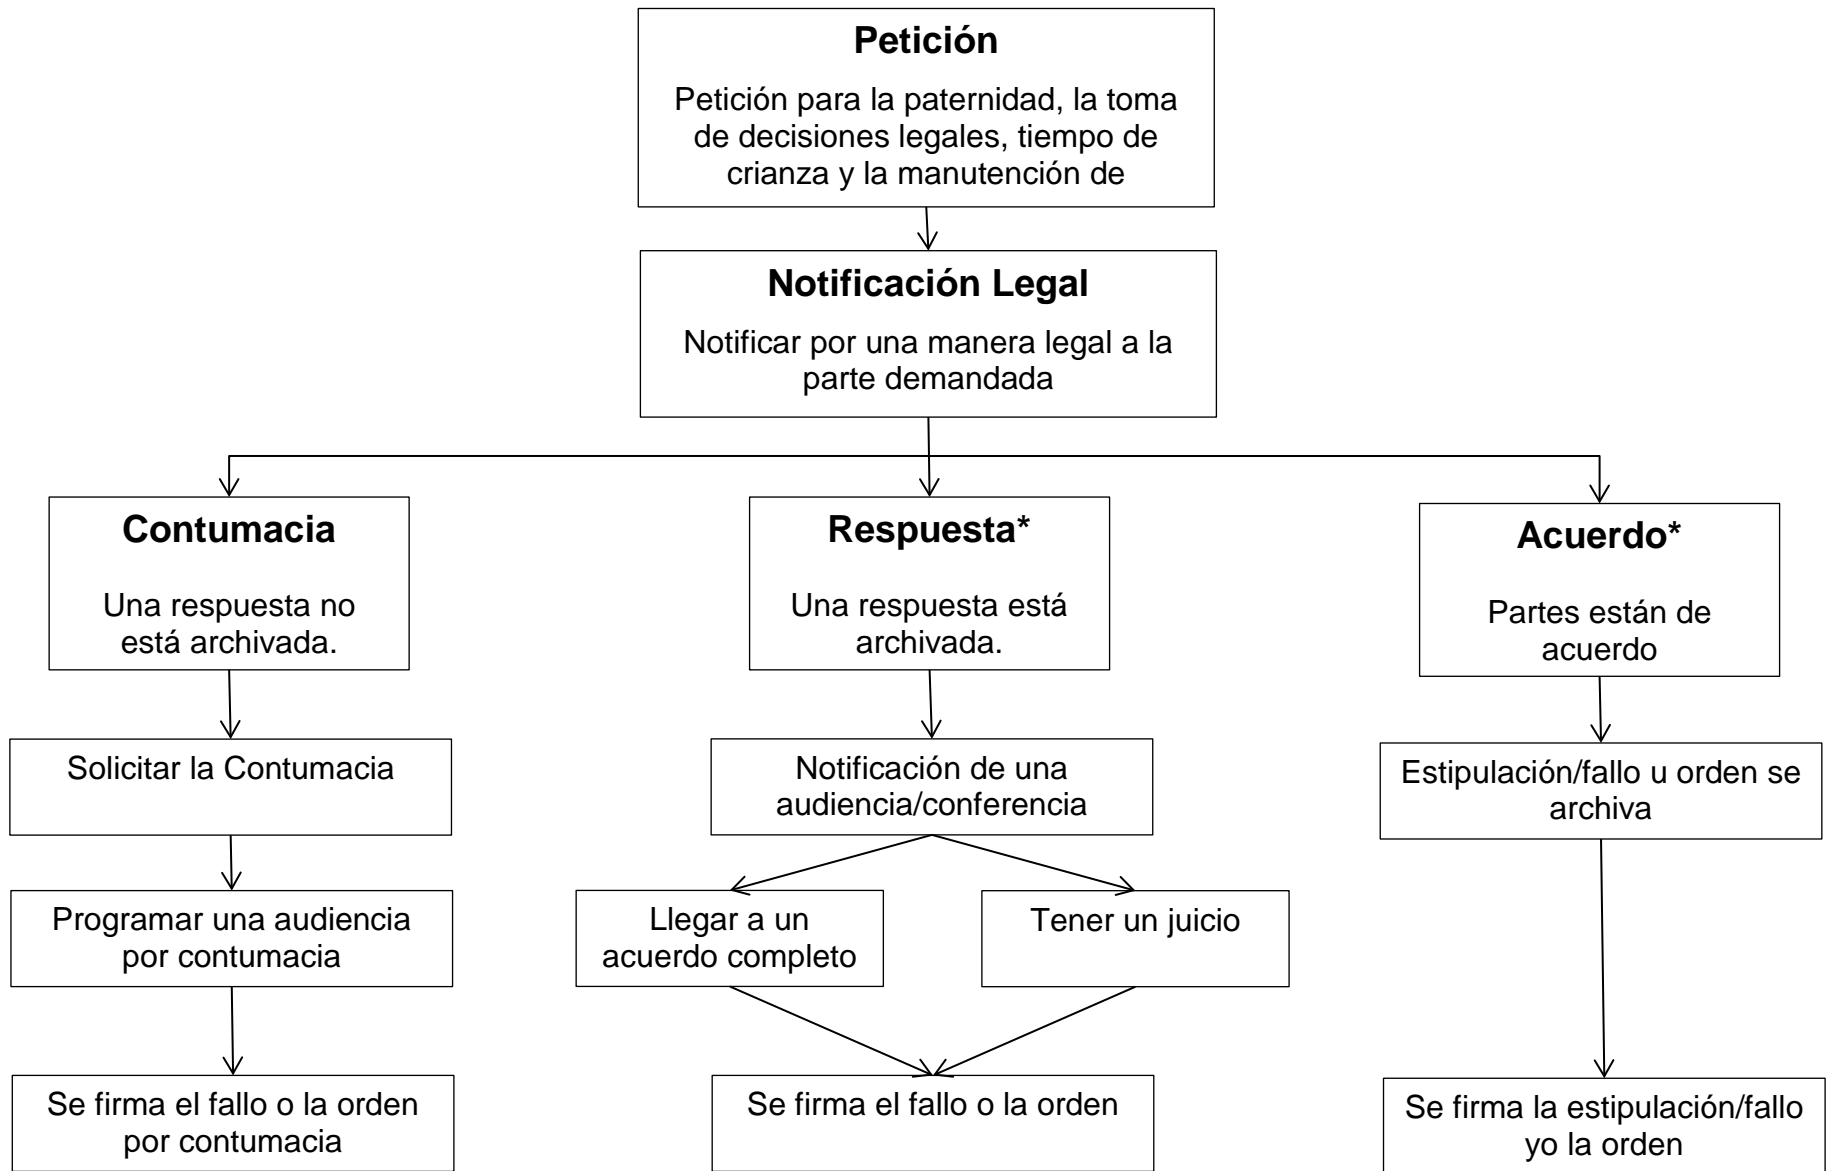 Petición
Petición para la paternidad, la toma
de decisiones legales, tiempo de
crianza y la manutención de
Notificación Legal
Notificar por una manera legal a la
parte demandada
Contumacia
Una respuesta no
está archivada.
Respuesta*
Una respuesta está
archivada.
Acuerdo*
Partes están de
acuerdo
Solicitar la Contumacia
Notificación de una
audiencia/conferencia
Estipulación/fallo u orden se
archiva
Programar una audiencia
por contumacia
Llegar a un
acuerdo completo
Tener un juicio
Se firma el fallo o la orden
por contumacia
Se firma el fallo o la orden
Se firma la estipulación/fallo
yo la orden